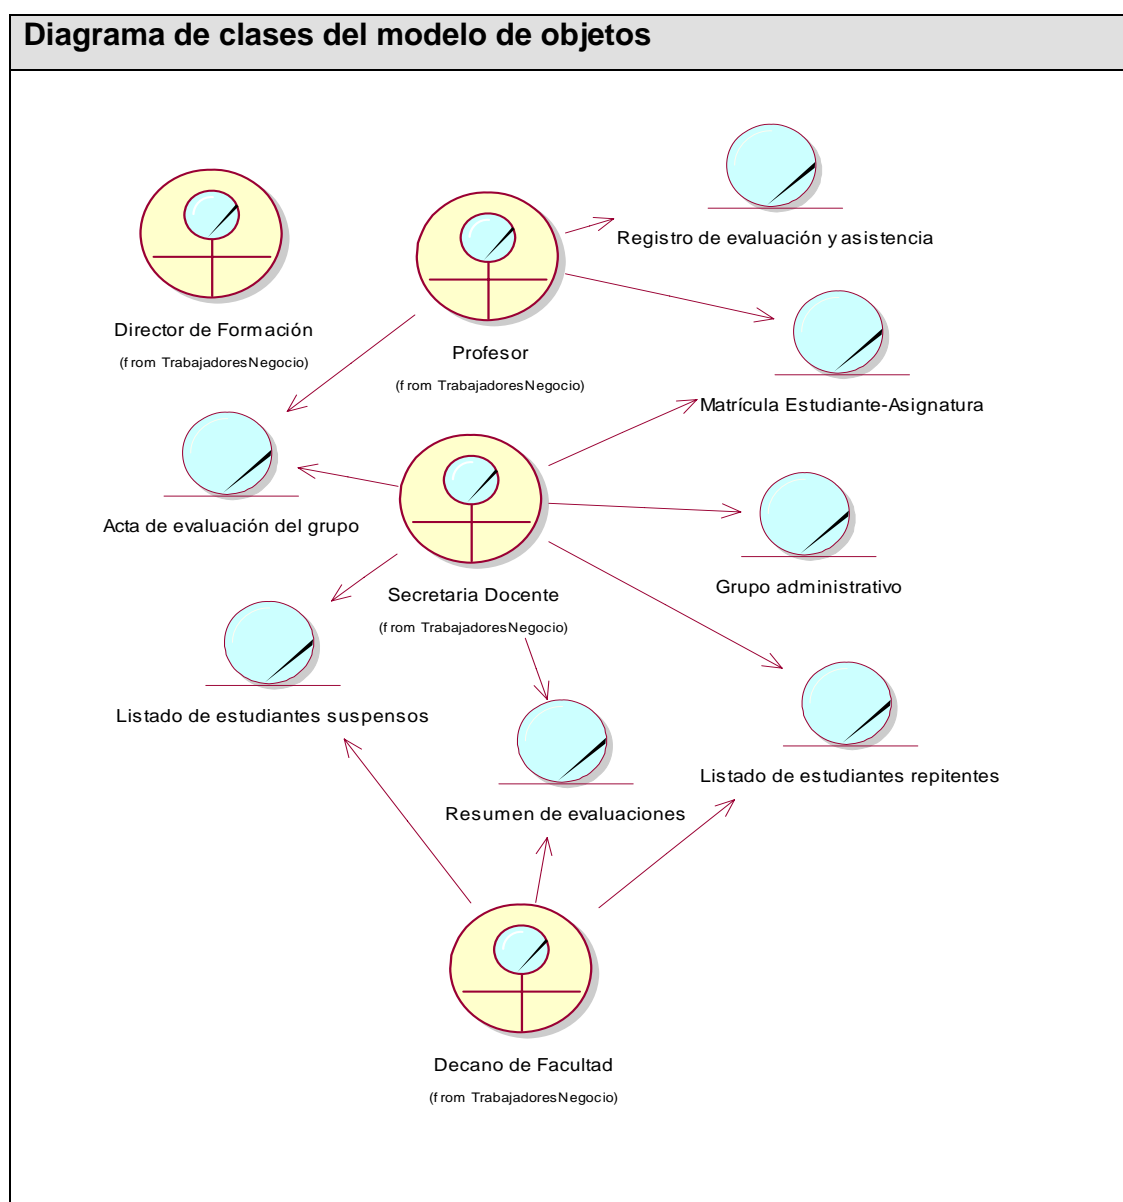 Diagrama de clases del modelo de objetos
Registro de evaluación y asistencia
Director de Formación
(from TrabajadoresNegocio)
Profesor
(from TrabajadoresNegocio)
Matrícula Estudiante-Asignatura
Acta de evaluación del grupo
Grupo administrativo
Secretaria Docente
(from TrabajadoresNegocio)
Listado de estudiantes suspensos
Listado de estudiantes repitentes
Resumen de evaluaciones
Decano de Facultad
(from TrabajadoresNegocio)